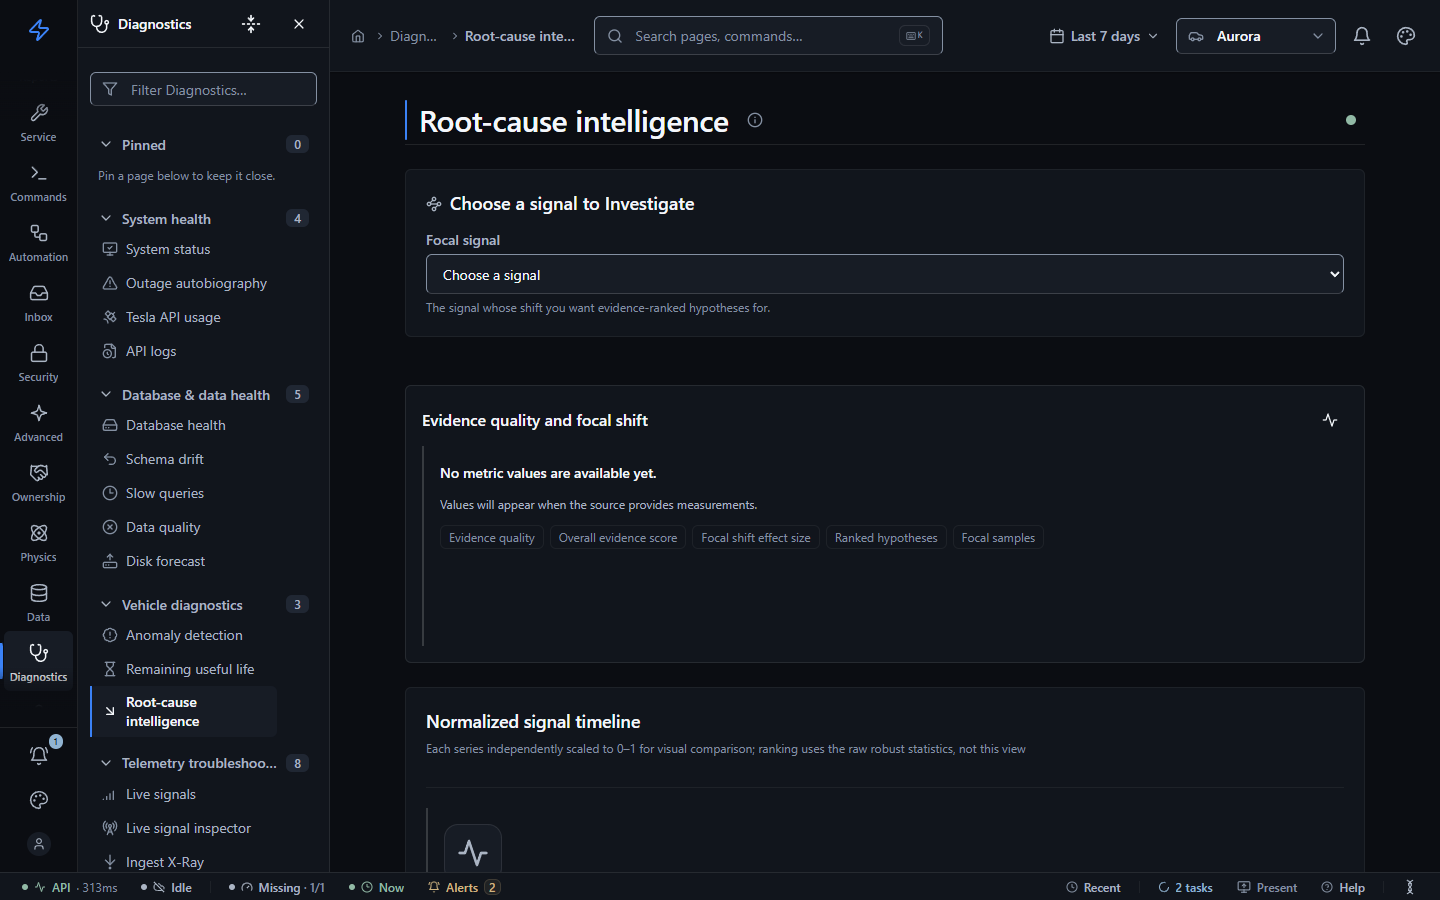 Diagnostics
Diagn...
Root-cause inte...
Search pages, commands...
K
Last 7 days
Aurora
Service
Commands
Automation
Inbox
Security
Advanced
Ownership
Physics
Data
Diagnostics
1
Filter Diagnostics...
Pinned
0
Pin a page below to keep it close.
System health
4
System status
Outage autobiography
Tesla API usage
API logs
Database & data health
5
Database health
Schema drift
Slow queries
Data quality
Disk forecast
Vehicle diagnostics
3
Anomaly detection
Remaining useful life
Root-cause
intelligence
Telemetry troubleshoo...
8
Live signals
Live signal inspector
Ingest X-Ray
Root-cause intelligence
Choose a signal to Investigate
Focal signal
Choose a signal
The signal whose shift you want evidence-ranked hypotheses for.
Evidence quality and focal shift
No metric values are available yet.
Values will appear when the source provides measurements.
Evidence quality
Overall evidence score
Focal shift effect size
Ranked hypotheses
Focal samples
Normalized signal timeline
Each series independently scaled to 0–1 for visual comparison; ranking uses the raw robust statistics, not this view
API · 313ms
Idle
Missing · 1/1
Now
Alerts 2
Recent
2 tasks
Present
Help